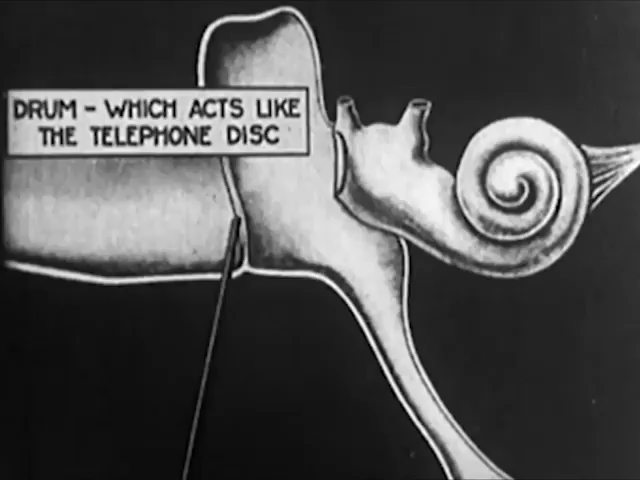 DRUM – WHICH ACTS LIKE
THE TELEPHONE DISC